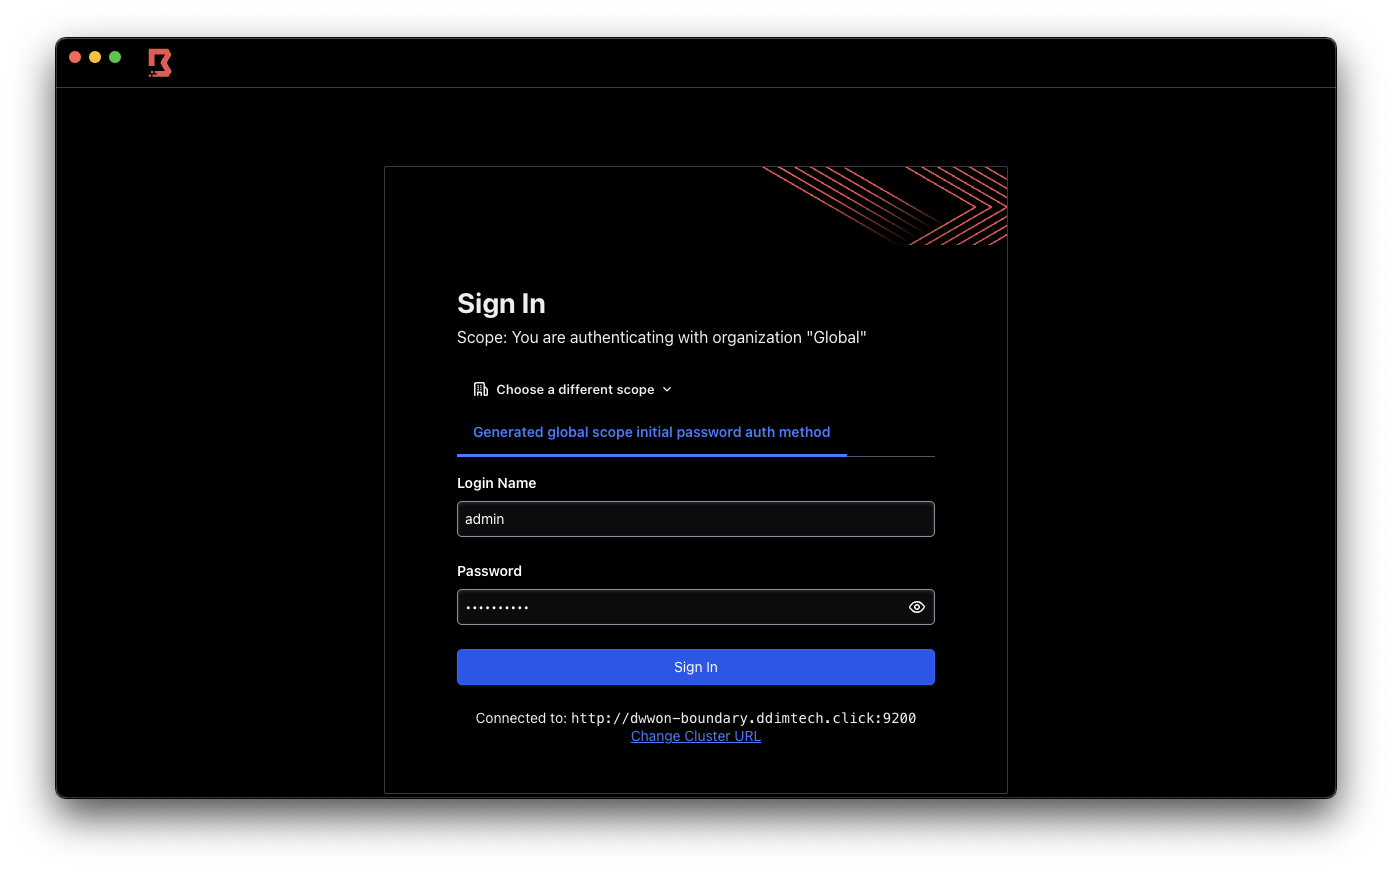 Sign In
Scope: You are authenticating with organization "Global"
Choose a different scope
Generated global scope initial password auth method
Login Name
admin
Password
••••••••••
Sign In
Connected to: http://dwwon-boundary.ddimtech.click:9200
Change Cluster URL